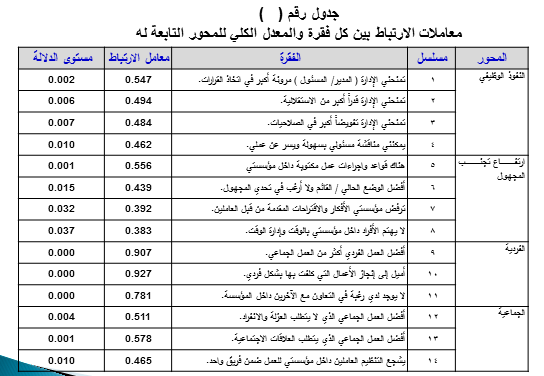 جدول رقم (   )
معاملات الارتباط بين كل فقرة والمعدل الكلي للمحور التابعة له
المحور مسلسل الفقرة معامل الارتباط مستوى الدلالة
النفوذ الوظيفي ١ تمنحني الإدارة (المدير/ المسئول ) مرونة أكبر في اتخاذ القرارات. 0.547 0.002
٢ تمنحني الإدارة قدراً أكبر من الاستقلالية. 0.494 0.006
٣ تمنحني الإدارة تفويضاً أكبر في الصلاحيات. 0.484 0.007
٤ يمكنني مناقشة مسئولي بسهولة ويسر عن عملي. 0.462 0.010
ارتفاع تجنب المجهول ٥ هناك قواعد وإجراءات عمل مكتوبة داخل مؤسستي 0.556 0.001
٦ أفضل الوضع الحالي / القائم ولا أرغب في تحدي المجهول. 0.439 0.015
٧ ترفض مؤسستي الأفكار والاقتراحات المقدمة من قبل العاملين. 0.392 0.032
٨ لا يهتم الأفراد داخل مؤسستي بالوقت وإدارة الوقت. 0.383 0.037
الفردية ٩ أفضل العمل الفردي أكثر من العمل الجماعي. 0.907 0.000
١٠ أميل إلى إنجاز الأعمال التي كلفت بها بشكل فردي. 0.927 0.000
١١ لا يوجد لدي رغبة في التعاون مع الآخرين داخل المؤسسة. 0.781 0.000
الجماعية ١٢ أفضل العمل الجماعي الذي لا يتطلب العزلة والانفراد. 0.511 0.004
١٣ أفضل العمل الجماعي الذي يتطلب العلاقات الاجتماعية. 0.578 0.001
١٤ يشجع التنظيم العاملين داخل مؤسستي للعمل ضمن فريق واحد. 0.465 0.010